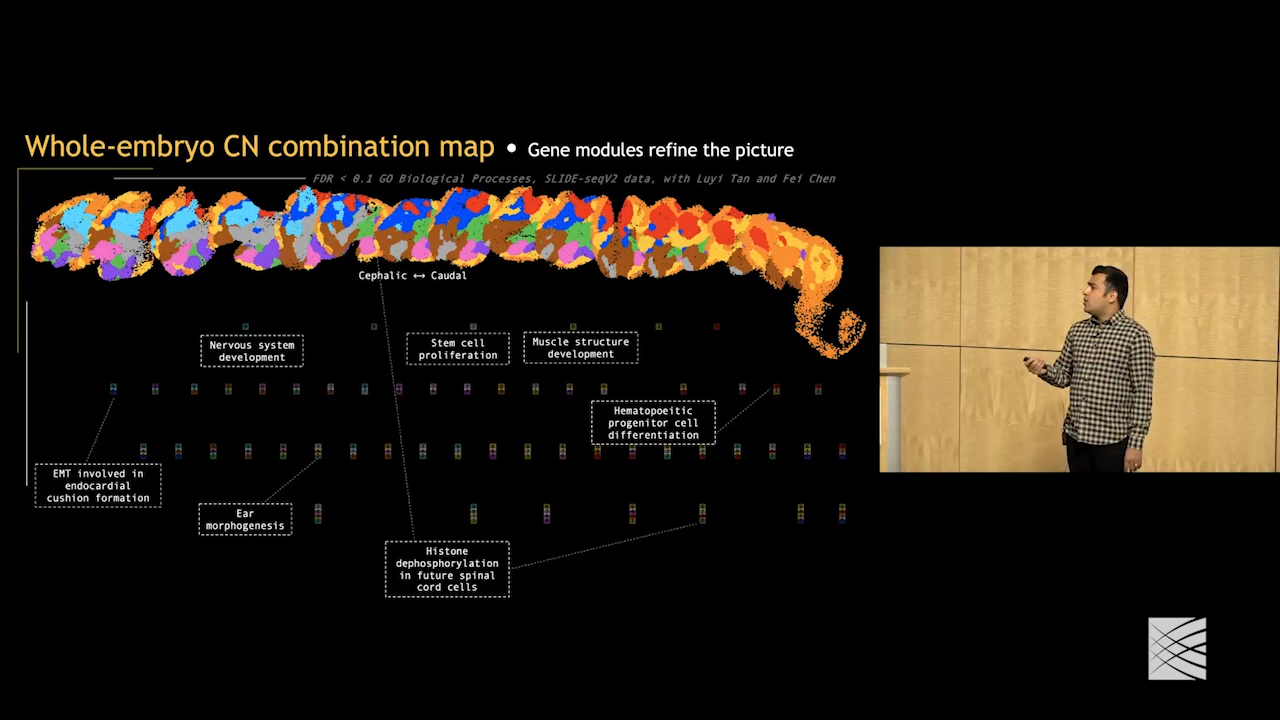 Whole-embryo CN combination map • Gene modules refine the picture
FDR < 0.1 GO Biological Processes, SLIDE-seqV2 data, with Luyi Tan and Fei Chen
Cephalic ↔ Caudal
Nervous system
development
Stem cell
proliferation
Muscle structure
development
Hematopoeitic
progenitor cell
differentiation
EMT involved in
endocardial
cushion formation
Ear
morphogenesis
Histone
dephosphorylation
in future spinal
cord cells